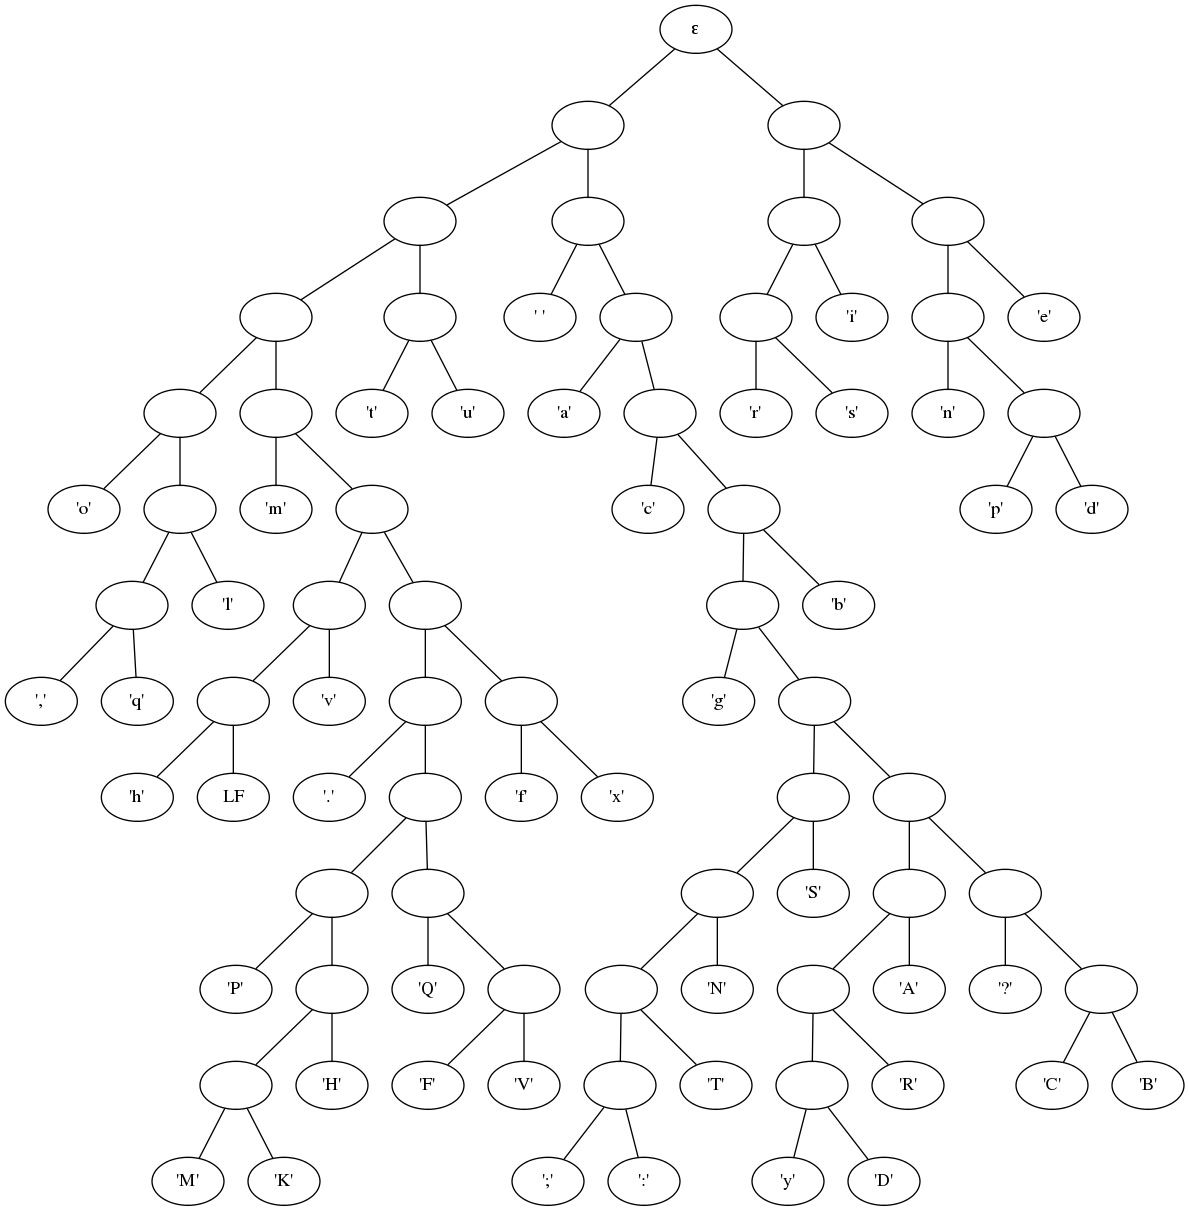 ε
' '
'i'
'e'
't'
'u'
'a'
'r'
's'
'n'
'o'
'm'
'c'
'p'
'd'
'l'
'b'
','
'q'
'v'
'g'
'h'
LF
'.'
'f'
'x'
'S'
'P'
'Q'
'N'
'A'
'?'
'H'
'F'
'V'
'T'
'R'
'C'
'B'
'M'
'K'
';'
':'
'y'
'D'